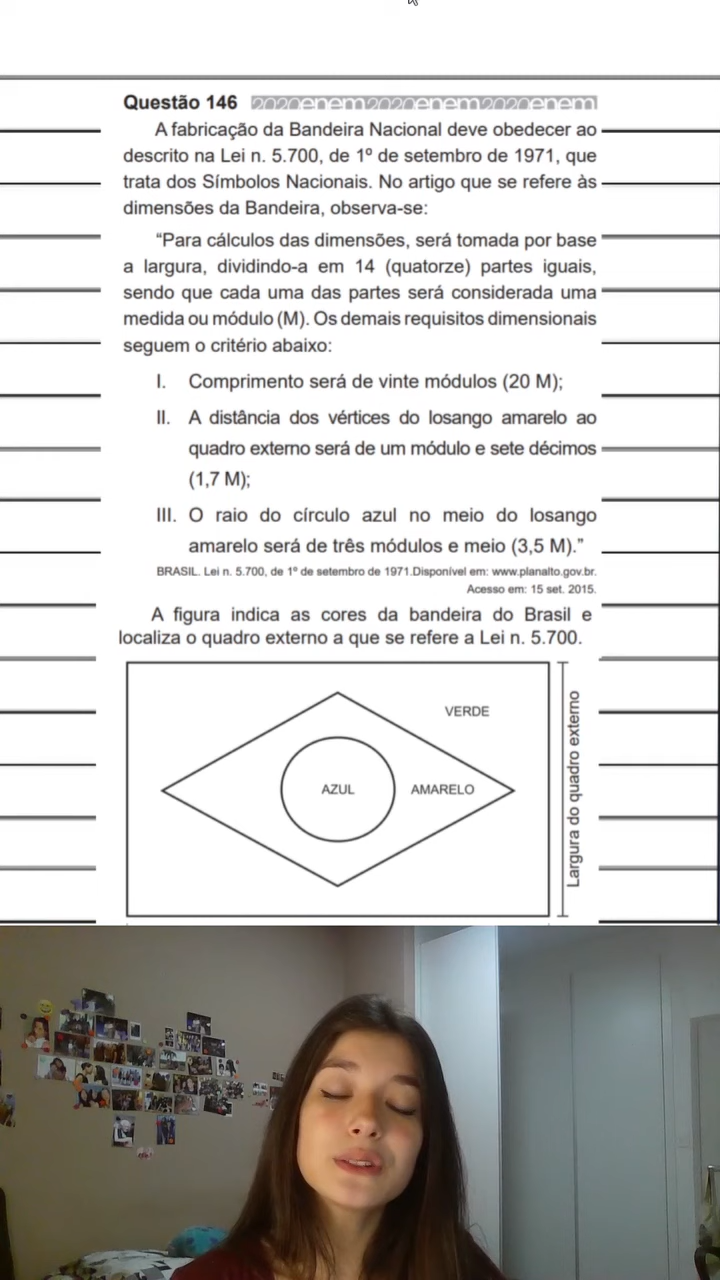 Questão 146 2020enem2020enem2020enem
A fabricação da Bandeira Nacional deve obedecer ao
descrito na Lei n. 5.700, de 1º de setembro de 1971, que
trata dos Símbolos Nacionais. No artigo que se refere às
dimensões da Bandeira, observa-se:
“Para cálculos das dimensões, será tomada por base
a largura, dividindo-a em 14 (quatorze) partes iguais,
sendo que cada uma das partes será considerada uma
medida ou módulo (M). Os demais requisitos dimensionais
seguem o critério abaixo:
I. Comprimento será de vinte módulos (20 M);
II. A distância dos vértices do losango amarelo ao
quadro externo será de um módulo e sete décimos
(1,7 M);
III. O raio do círculo azul no meio do losango
amarelo será de três módulos e meio (3,5 M).”
BRASIL. Lei n. 5.700, de 1º de setembro de 1971.Disponível em: www.planalto.gov.br.
Acesso em: 15 set. 2015.
A figura indica as cores da bandeira do Brasil e
localiza o quadro externo a que se refere a Lei n. 5.700.
VERDE
AZUL
AMARELO
Largura do quadro externo